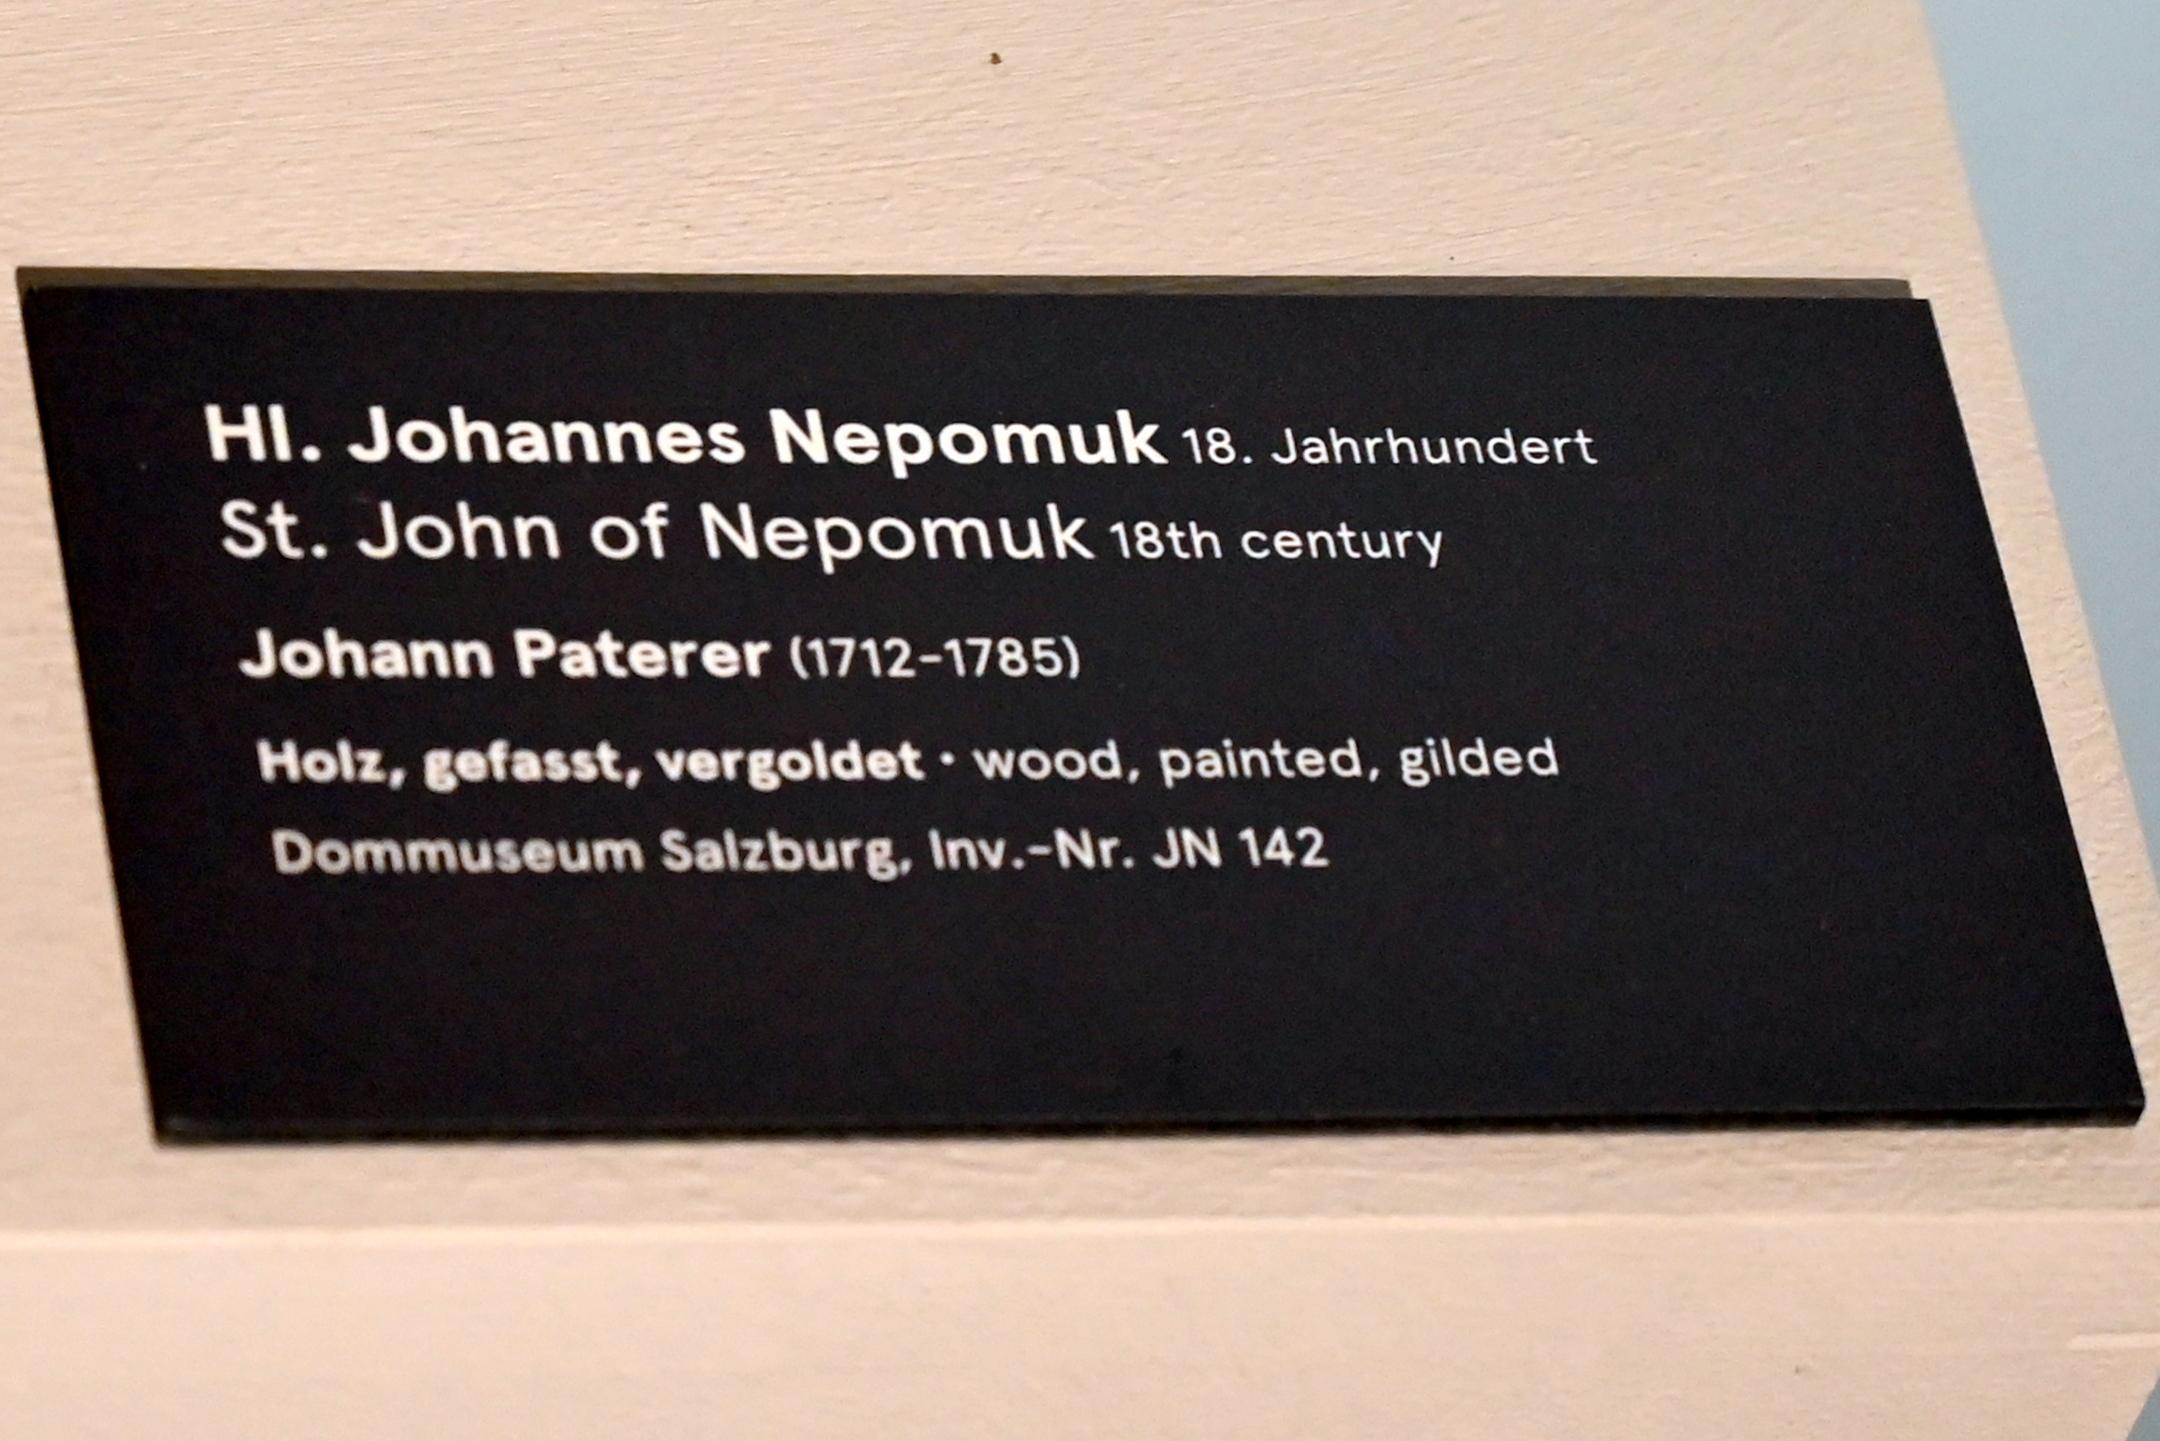 Hl. Johannes Nepomuk 18. Jahrhundert
St. John of Nepomuk 18th century
Johann Paterer (1712-1785)
Holz, gefasst, vergoldet • wood, painted, gilded
Dommuseum Salzburg, Inv.-Nr. JN 142